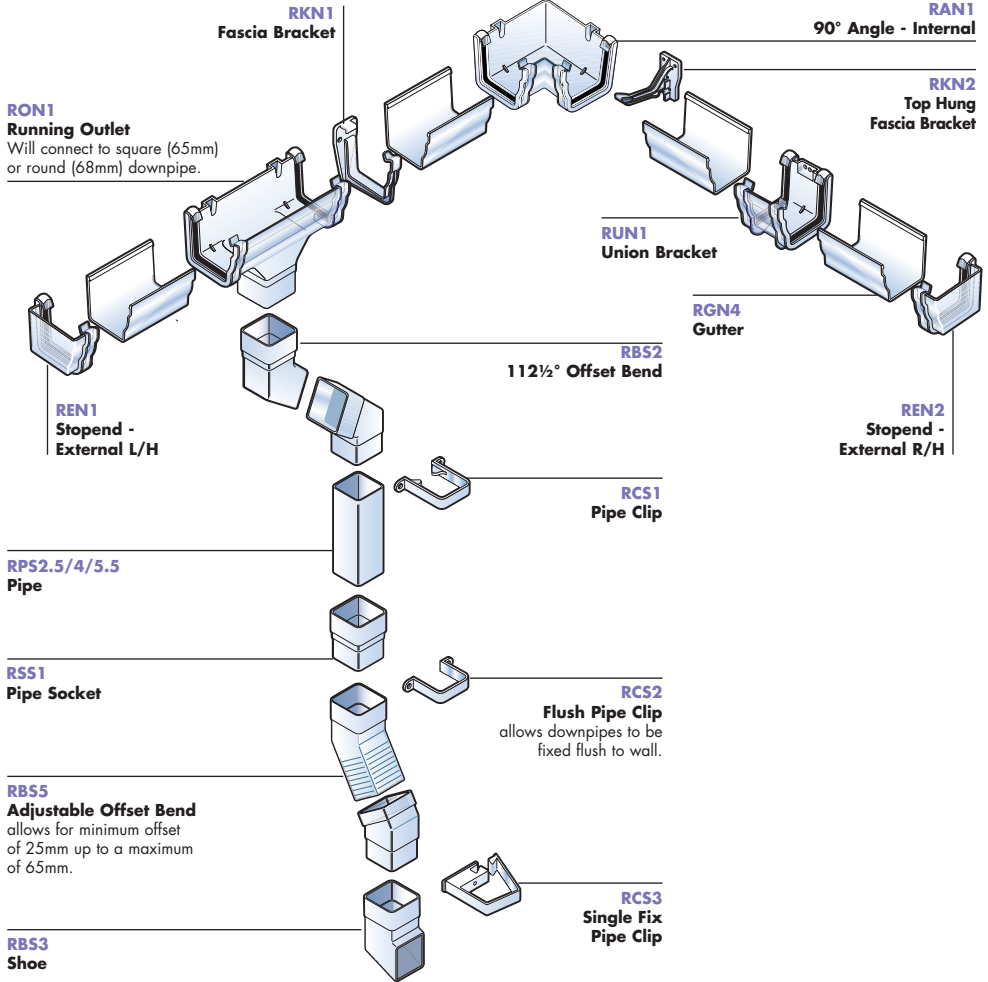 RKN1
Fascia Bracket
RAN1
90° Angle - Internal
RON1
Running Outlet
Will connect to square (65mm)
or round (68mm) downpipe.
RKN2
Top Hung
Fascia Bracket
RUN1
Union Bracket
RGN4
Gutter
RBS2
112½° Offset Bend
REN1
Stopend -
External L/H
REN2
Stopend -
External R/H
RCS1
Pipe Clip
RPS2.5/4/5.5
Pipe
RSS1
Pipe Socket
RCS2
Flush Pipe Clip
allows downpipes to be
fixed flush to wall.
RBS5
Adjustable Offset Bend
allows for minimum offset
of 25mm up to a maximum
of 65mm.
RCS3
Single Fix
Pipe Clip
RBS3
Shoe